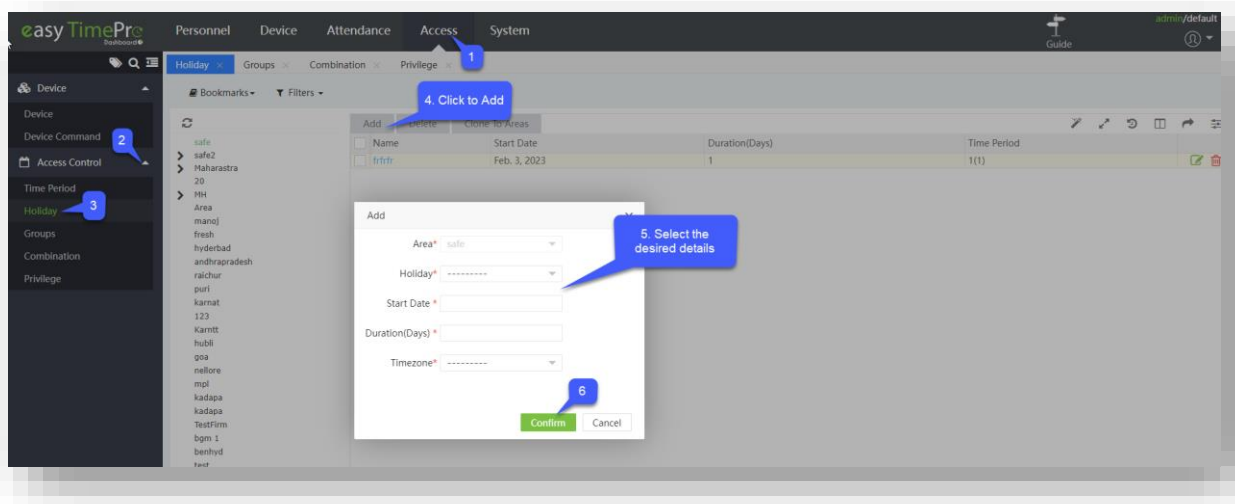 easy TimePro
Dashboard
Personnel Device Attendance Access System
Guide
admin/default
1
Holiday × Groups × Combination × Privilege ×
Device
Bookmarks Filters
4. Click to Add
Device
Add Delete Clone To Areas
Device Command
2
safe
Name Start Date Duration(Days) Time Period
Access Control
safe2
frfrfr Feb. 3, 2023 1 1(1)
Maharastra
Time Period
20
MH
Holiday
3
Area
manoj
Groups
fresh
hyderbad
Combination
andhrapradesh
Privilege
raichur
puri
karnat
123
Karntt
hubli
goa
nellore
mpl
kadapa
kadapa
TestFirm
bgm 1
benhyd
test
Add
Area* safe
Holiday* ---------
Start Date *
Duration(Days) *
Timezone* ---------
5. Select the
desired details
6
Confirm Cancel